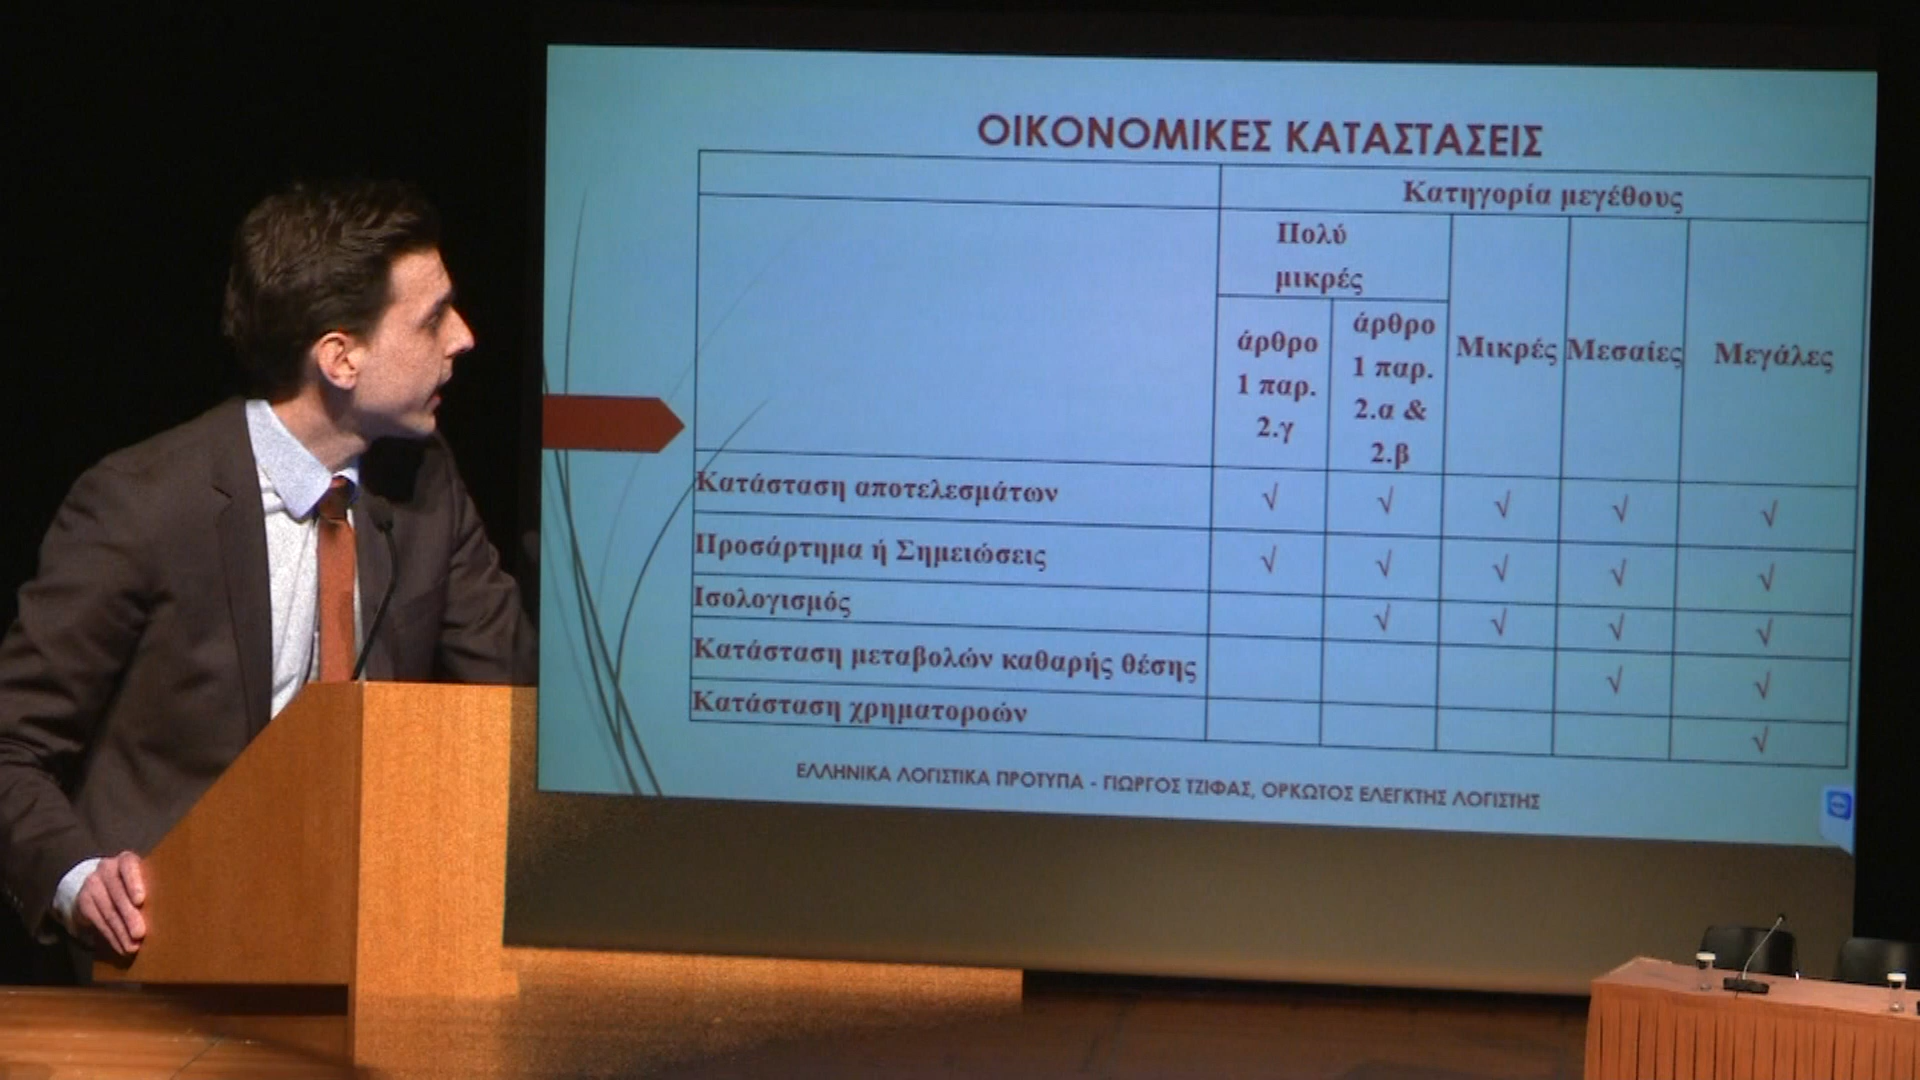 ΟΙΚΟΝΟΜΙΚΕΣ ΚΑΤΑΣΤΑΣΕΙΣ
Κατηγορία μεγέθους
Πολύ
μικρές
άρθρο
1 παρ.
2.γ
άρθρο
1 παρ.
2.α &
2.β
Μικρές
Μεσαίες
Μεγάλες
Κατάσταση αποτελεσμάτων √ √ √ √ √
Προσάρτημα ή Σημειώσεις √ √ √ √ √
Ισολογισμός √ √ √ √
Κατάσταση μεταβολών καθαρής θέσης √ √
Κατάσταση χρηματοροών √
ΕΛΛΗΝΙΚΑ ΛΟΓΙΣΤΙΚΑ ΠΡΟΤΥΠΑ - ΓΙΩΡΓΟΣ ΤΖΙΦΑΣ, ΟΡΚΩΤΟΣ ΕΛΕΓΚΤΗΣ ΛΟΓΙΣΤΗΣ